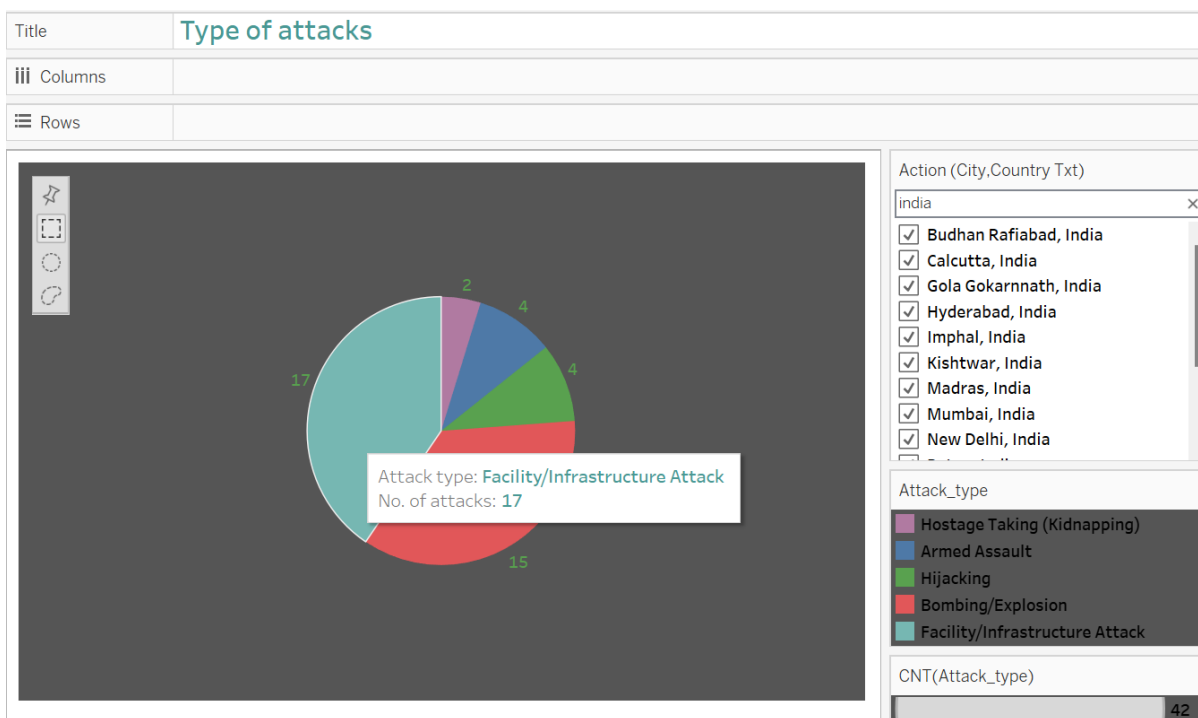 Title
Type of attacks
Columns
Rows
2
4
4
17
15
Attack type: Facility/Infrastructure Attack
No. of attacks: 17
Action (City,Country Txt)
india
Budhan Rafiabad, India
Calcutta, India
Gola Gokarnnath, India
Hyderabad, India
Imphal, India
Kishtwar, India
Madras, India
Mumbai, India
New Delhi, India
Attack_type
Hostage Taking (Kidnapping)
Armed Assault
Hijacking
Bombing/Explosion
Facility/Infrastructure Attack
CNT(Attack_type)
42